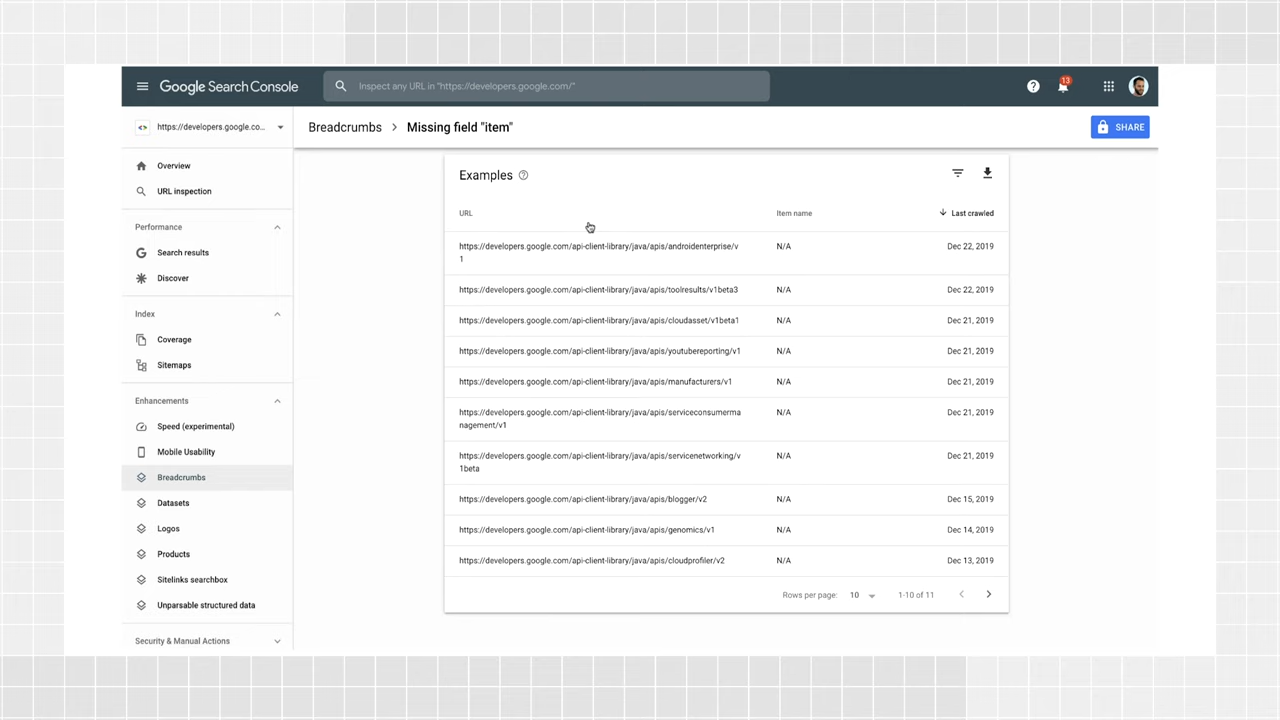 Google Search Console
Inspect any URL in "https://developers.google.com/"
13
https://developers.google.co...
Breadcrumbs > Missing field "item"
SHARE
Overview
URL inspection
Performance
Search results
Discover
Index
Coverage
Sitemaps
Enhancements
Speed (experimental)
Mobile Usability
Breadcrumbs
Datasets
Logos
Products
Sitelinks searchbox
Unparsable structured data
Security & Manual Actions
Examples
URL Item name Last crawled
https://developers.google.com/api-client-library/java/apis/androidenterprise/v N/A Dec 22, 2019
1
https://developers.google.com/api-client-library/java/apis/toolresults/v1beta3 N/A Dec 22, 2019
https://developers.google.com/api-client-library/java/apis/cloudasset/v1beta1 N/A Dec 21, 2019
https://developers.google.com/api-client-library/java/apis/youtubereporting/v1 N/A Dec 21, 2019
https://developers.google.com/api-client-library/java/apis/manufacturers/v1 N/A Dec 21, 2019
https://developers.google.com/api-client-library/java/apis/serviceconsumerma N/A Dec 21, 2019
nagement/v1
https://developers.google.com/api-client-library/java/apis/servicenetworking/v N/A Dec 21, 2019
1beta
https://developers.google.com/api-client-library/java/apis/blogger/v2 N/A Dec 15, 2019
https://developers.google.com/api-client-library/java/apis/genomics/v1 N/A Dec 14, 2019
https://developers.google.com/api-client-library/java/apis/cloudprofiler/v2 N/A Dec 13, 2019
Rows per page: 10 1-10 of 11